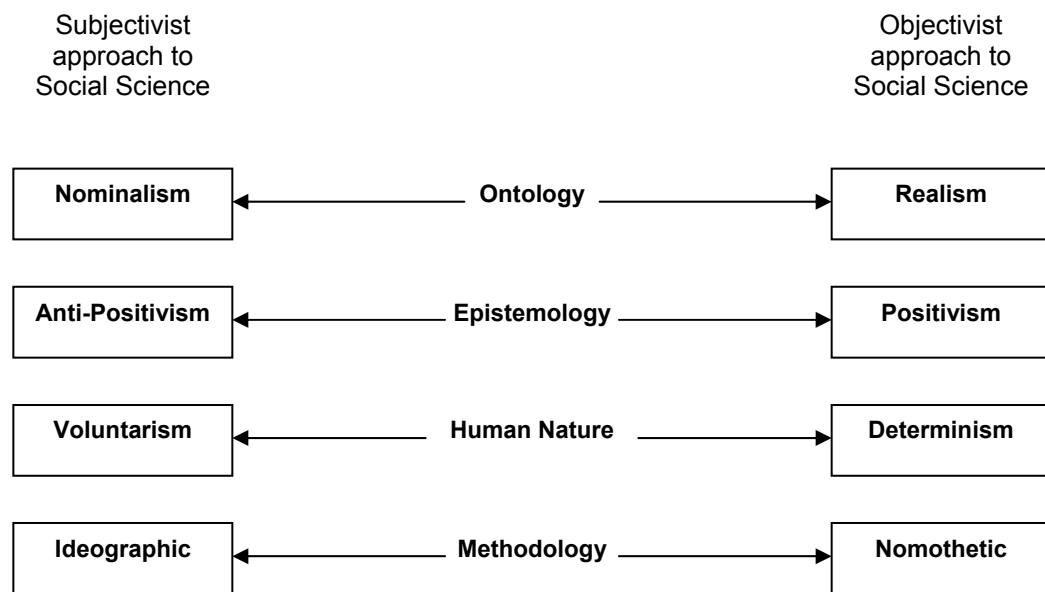 Subjectivist
approach to
Social Science
Objectivist
approach to
Social Science
Nominalism
Ontology
Realism
Anti-Positivism
Epistemology
Positivism
Voluntarism
Human Nature
Determinism
Ideographic
Methodology
Nomothetic